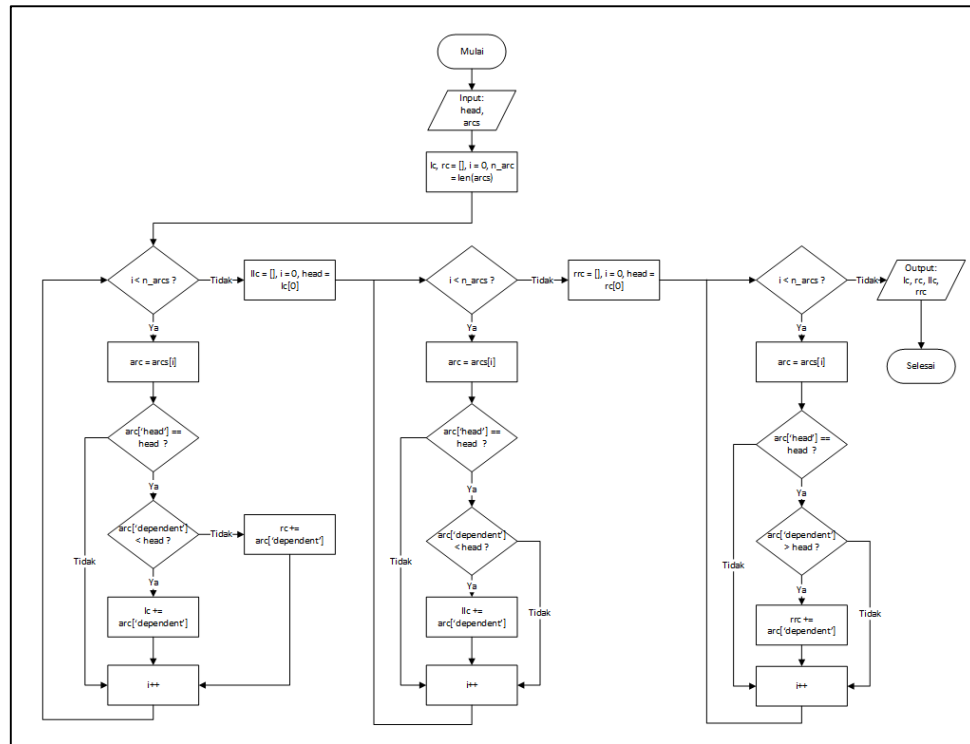 Mulai
Input:
head,
arcs
lc, rc = [], i = 0, n_arc
= len(arcs)
i < n_arcs ?
Tidak
Ya
arc = arcs[i]
arc['head'] ==
head ?
Ya
Tidak
arc['dependent']
< head ?
Tidak
rc +=
arc['dependent']
Ya
lc +=
arc['dependent']
i++
llc = [], i = 0, head =
lc[0]
i < n_arcs ?
Tidak
Ya
arc = arcs[i]
arc['head'] ==
head ?
Ya
Tidak
arc['dependent']
< head ?
Ya
Tidak
llc +=
arc['dependent']
i++
rrc = [], i = 0, head =
rc[0]
i < n_arcs ?
Tidak
Ya
arc = arcs[i]
arc['head'] ==
head ?
Ya
Tidak
arc['dependent']
> head ?
Ya
Tidak
rrc +=
arc['dependent']
i++
Output:
lc, rc, llc,
rrc
Selesai